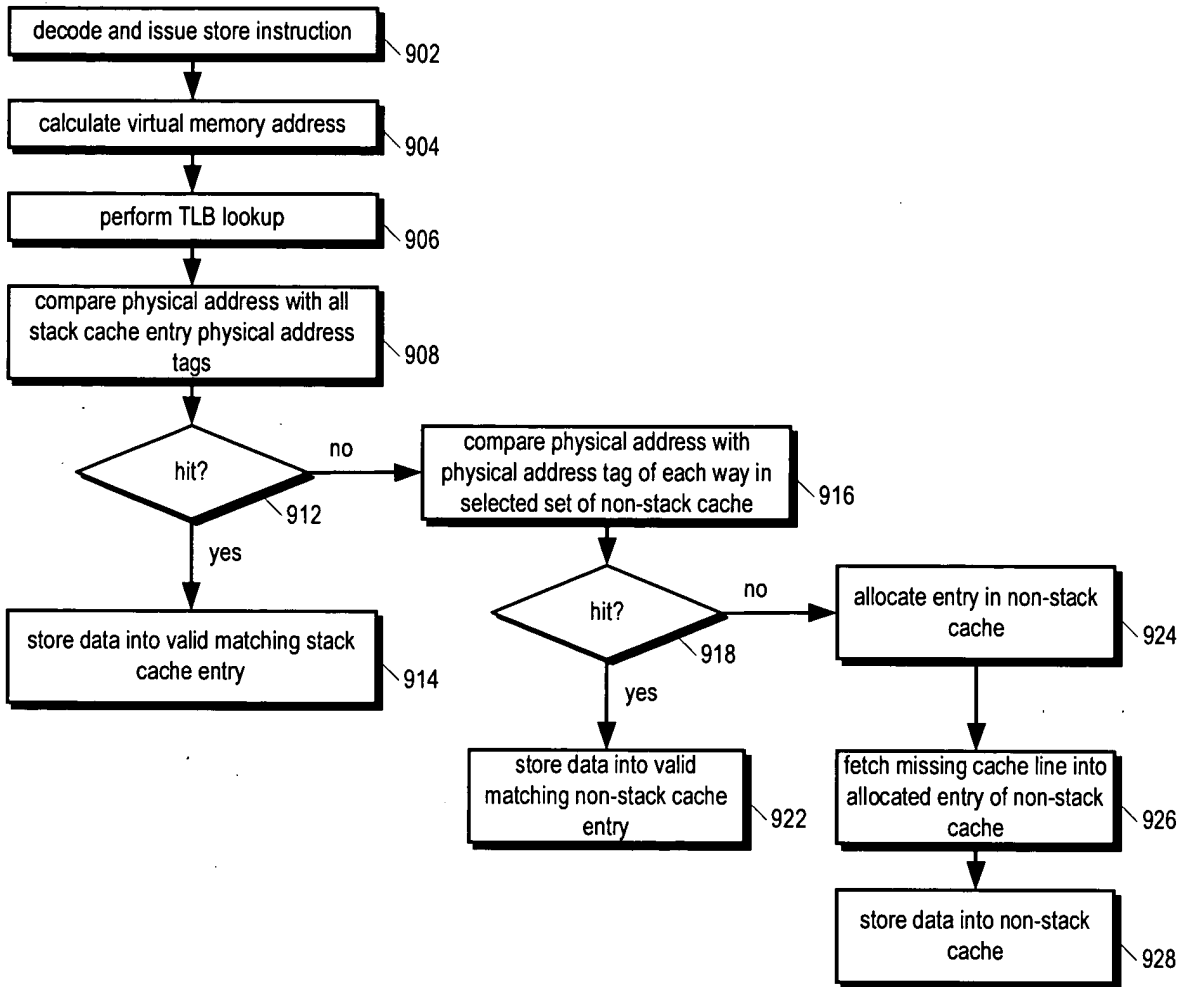 decode and issue store instruction
902
calculate virtual memory address
904
perform TLB lookup
906
compare physical address with all
stack cache entry physical address
tags
908
hit?
912
no
yes
store data into valid matching stack
cache entry
914
compare physical address with
physical address tag of each way in
selected set of non-stack cache
916
hit?
918
no
yes
store data into valid
matching non-stack cache
entry
922
allocate entry in non-stack
cache
924
fetch missing cache line into
allocated entry of non-stack
cache
926
store data into non-stack
cache
928